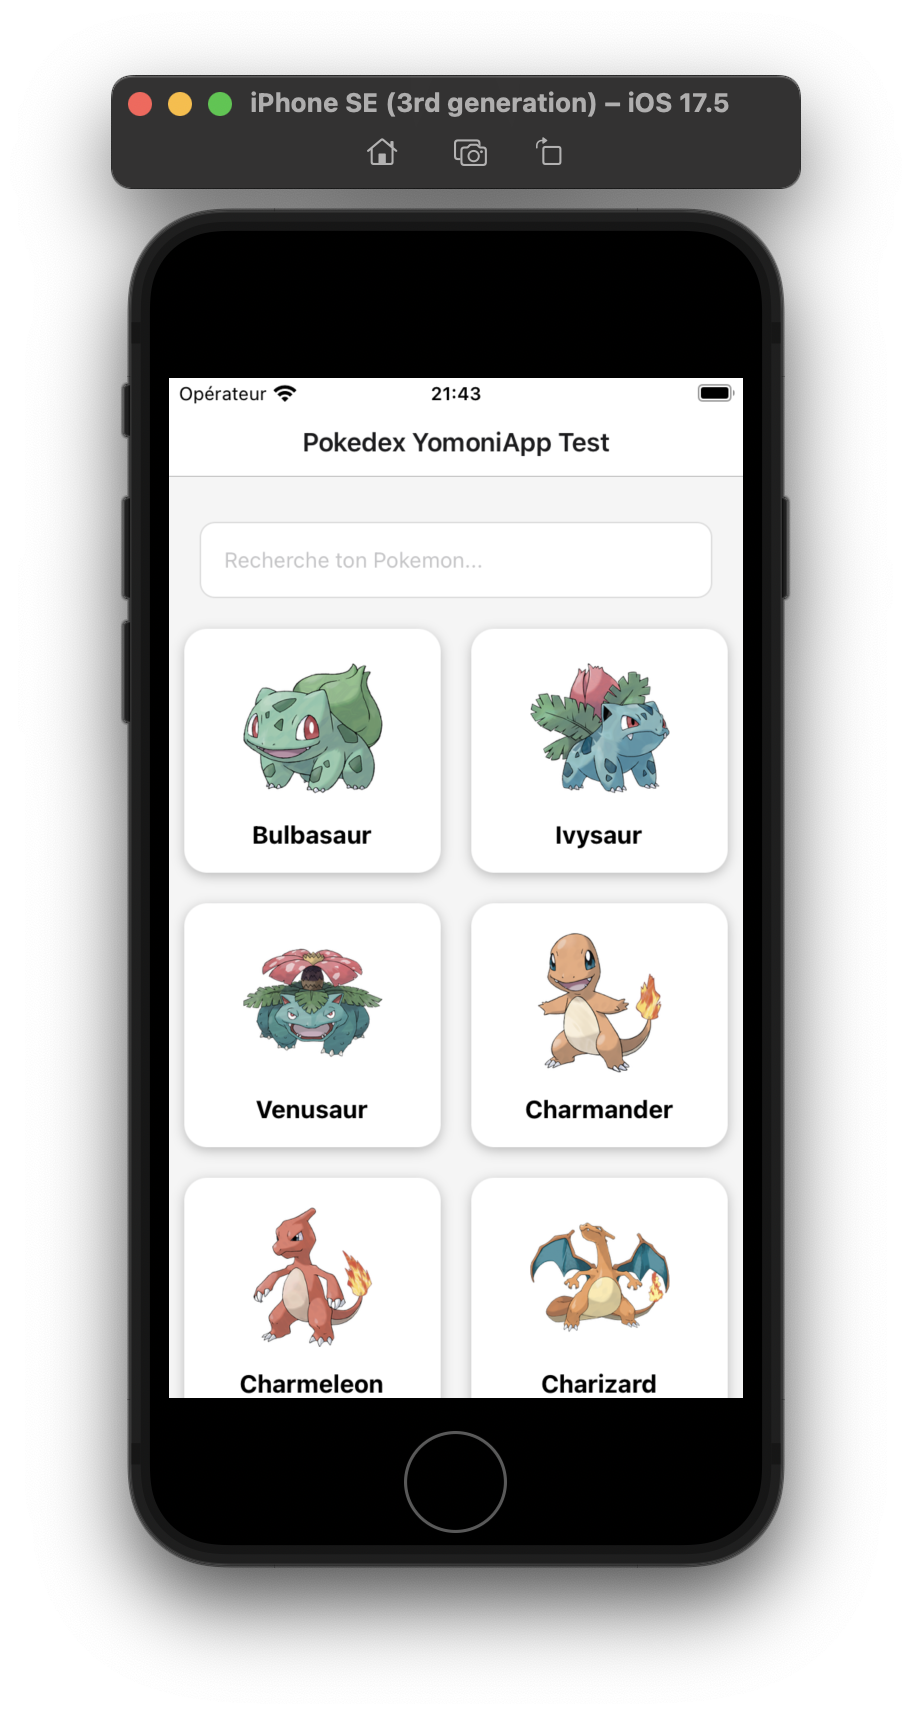 iPhone SE (3rd generation) – iOS 17.5
Opérateur 21:43
Pokedex YomoniApp Test
Recherche ton Pokemon...
Bulbasaur Ivysaur
Venusaur Charmander
Charmeleon Charizard